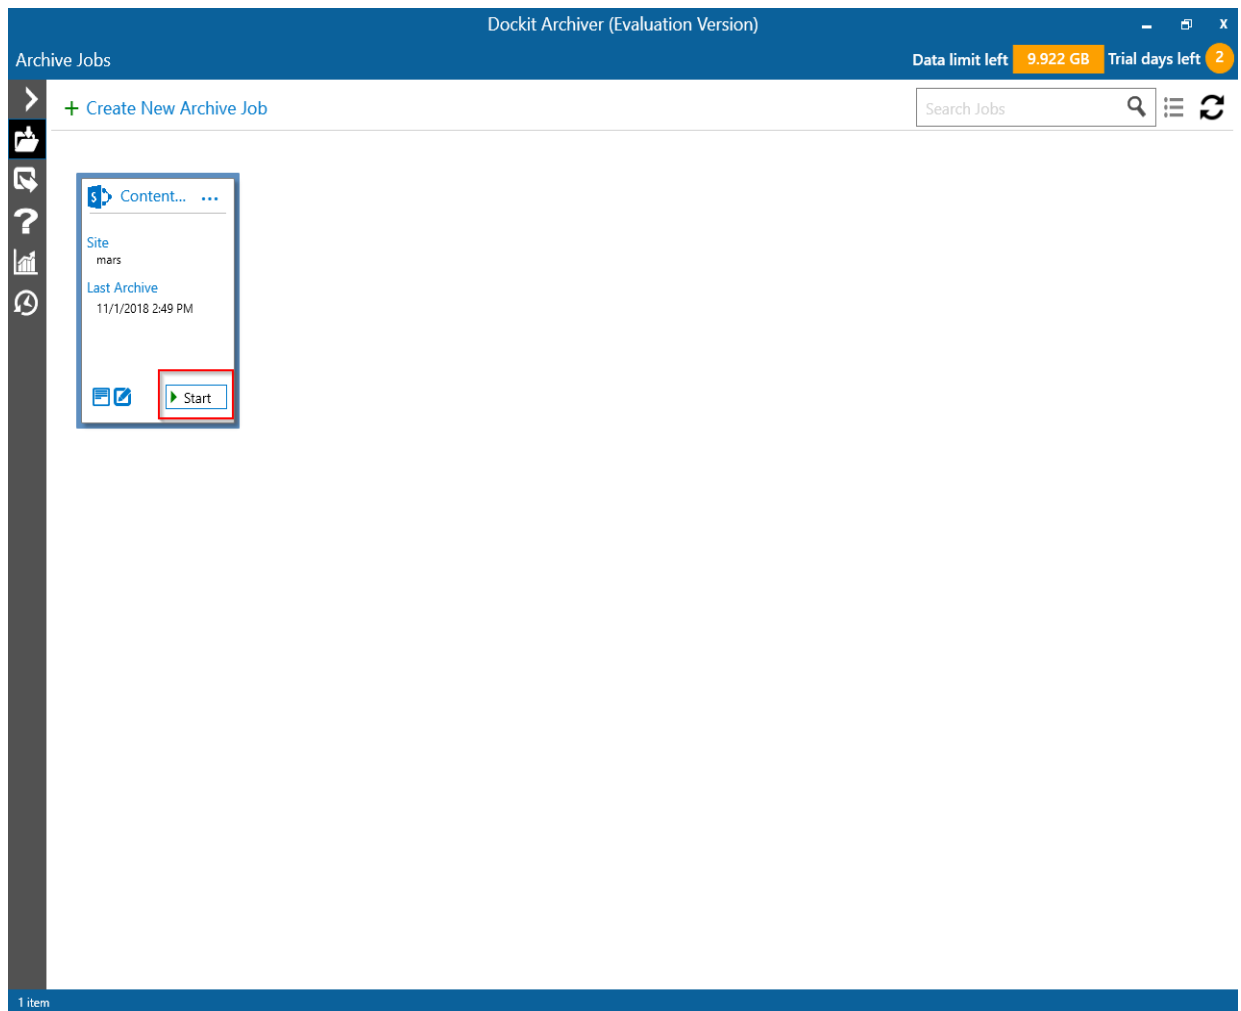 Dockit Archiver (Evaluation Version)
Archive Jobs
Data limit left 9.922 GB Trial days left 2
+ Create New Archive Job
Search Jobs
Content... ...
Site
mars
Last Archive
11/1/2018 2:49 PM
Start
1 item